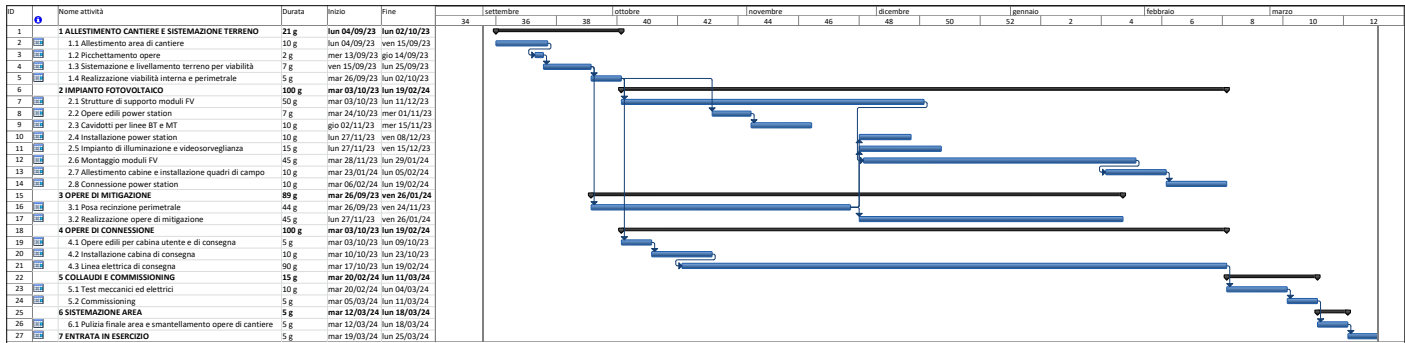 ID Nome attività Durata Inizio Fine settembre ottobre novembre dicembre gennaio febbraio marzo
34 36 38 40 42 44 46 48 50 52 2 4 6 8 10 12
1 1 ALLESTIMENTO CANTIERE E SISTEMAZIONE TERRENO 21 g lun 04/09/23 lun 02/10/23
2 1.1 Allestimento area di cantiere 10 g lun 04/09/23 ven 15/09/23
3 1.2 Picchettamento opere 2 g mer 13/09/23 gio 14/09/23
4 1.3 Sistemazione e livellamento terreno per viabilità 7 g ven 15/09/23 lun 25/09/23
5 1.4 Realizzazione viabilità interna e perimetrale 5 g mar 26/09/23 lun 02/10/23
6 2 IMPIANTO FOTOVOLTAICO 100 g mar 03/10/23 lun 19/02/24
7 2.1 Strutture di supporto moduli FV 50 g mar 03/10/23 lun 11/12/23
8 2.2 Opere edili power station 7 g mar 24/10/23 mer 01/11/23
9 2.3 Cavidotti per linee BT e MT 10 g gio 02/11/23 mer 15/11/23
10 2.4 Installazione power station 10 g lun 27/11/23 ven 08/12/23
11 2.5 Impianto di illuminazione e videosorveglianza 15 g lun 27/11/23 ven 15/12/23
12 2.6 Montaggio moduli FV 45 g mar 28/11/23 lun 29/01/24
13 2.7 Allestimento cabine e installazione quadri di campo 10 g mar 23/01/24 lun 05/02/24
14 2.8 Connessione power station 10 g mar 06/02/24 lun 19/02/24
15 3 OPERE DI MITIGAZIONE 89 g mar 26/09/23 ven 26/01/24
16 3.1 Posa recinzione perimetrale 44 g mar 26/09/23 ven 24/11/23
17 3.2 Realizzazione opere di mitigazione 45 g lun 27/11/23 ven 26/01/24
18 4 OPERE DI CONNESSIONE 100 g mar 03/10/23 lun 19/02/24
19 4.1 Opere edili per cabina utente e di consegna 5 g mar 03/10/23 lun 09/10/23
20 4.2 Installazione cabina di consegna 10 g mar 10/10/23 lun 23/10/23
21 4.3 Linea elettrica di consegna 90 g mar 17/10/23 lun 19/02/24
22 5 COLLAUDI E COMMISSIONING 15 g mar 20/02/24 lun 11/03/24
23 5.1 Test meccanici ed elettrici 10 g mar 20/02/24 lun 04/03/24
24 5.2 Commissioning 5 g mar 05/03/24 lun 11/03/24
25 6 SISTEMAZIONE AREA 5 g mar 12/03/24 lun 18/03/24
26 6.1 Pulizia finale area e smantellamento opere di cantiere 5 g mar 12/03/24 lun 18/03/24
27 7 ENTRATA IN ESERCIZIO 5 g mar 19/03/24 lun 25/03/24